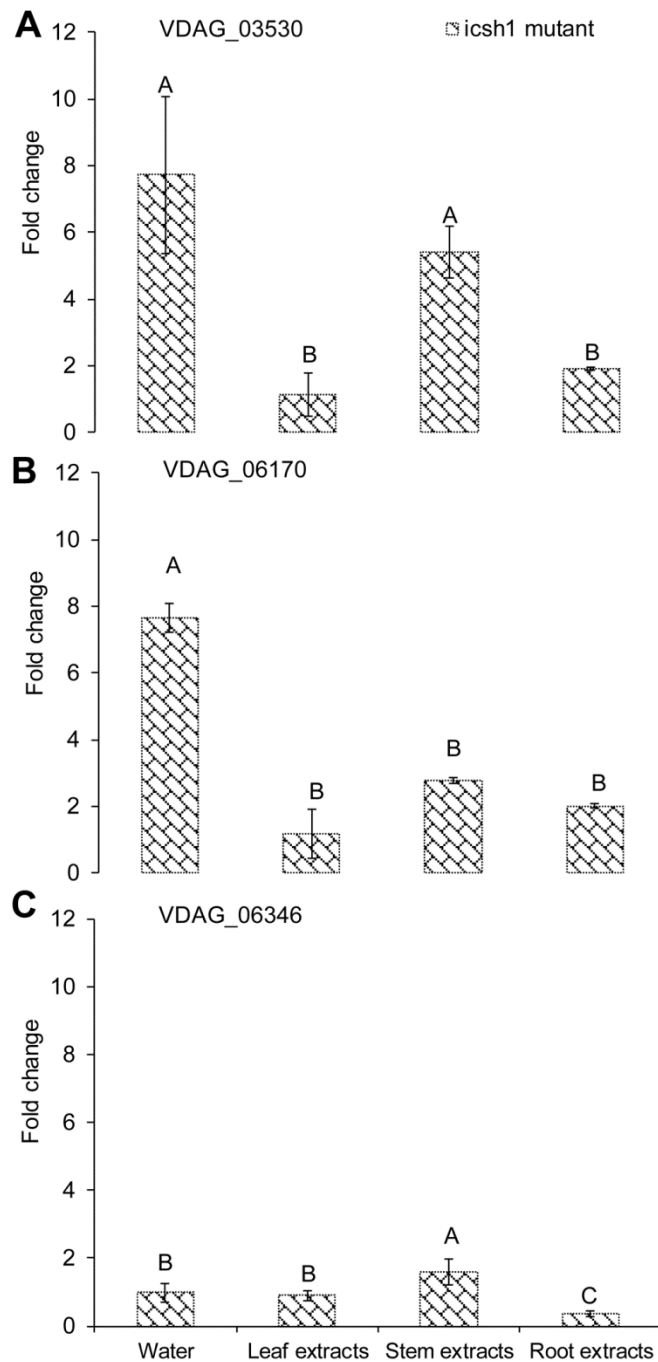 A VDAG_03530 icsh1 mutant
12
10
8
6
4
2
0
Fold change
A
B
A
B
B VDAG_06170
12
10
8
6
4
2
0
Fold change
A
B
B
B
C VDAG_06346
12
10
8
6
4
2
0
Fold change
B
B
A
C
Water Leaf extracts Stem extracts Root extracts